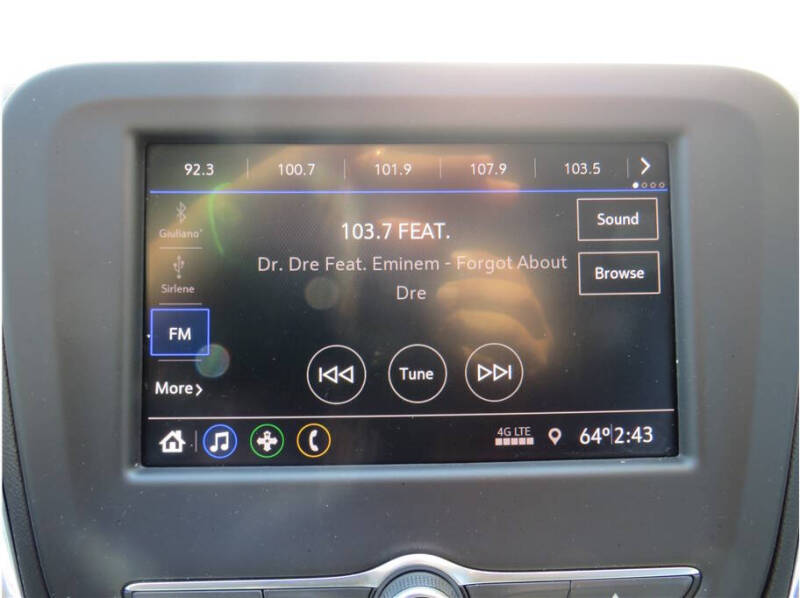 92.3 100.7 101.9 107.9 103.5
Giuliano'
103.7 FEAT.
Sound
Dr. Dre Feat. Eminem - Forgot About
Dre
Browse
Sirlene
FM
Tune
More
4G LTE
64° 2:43